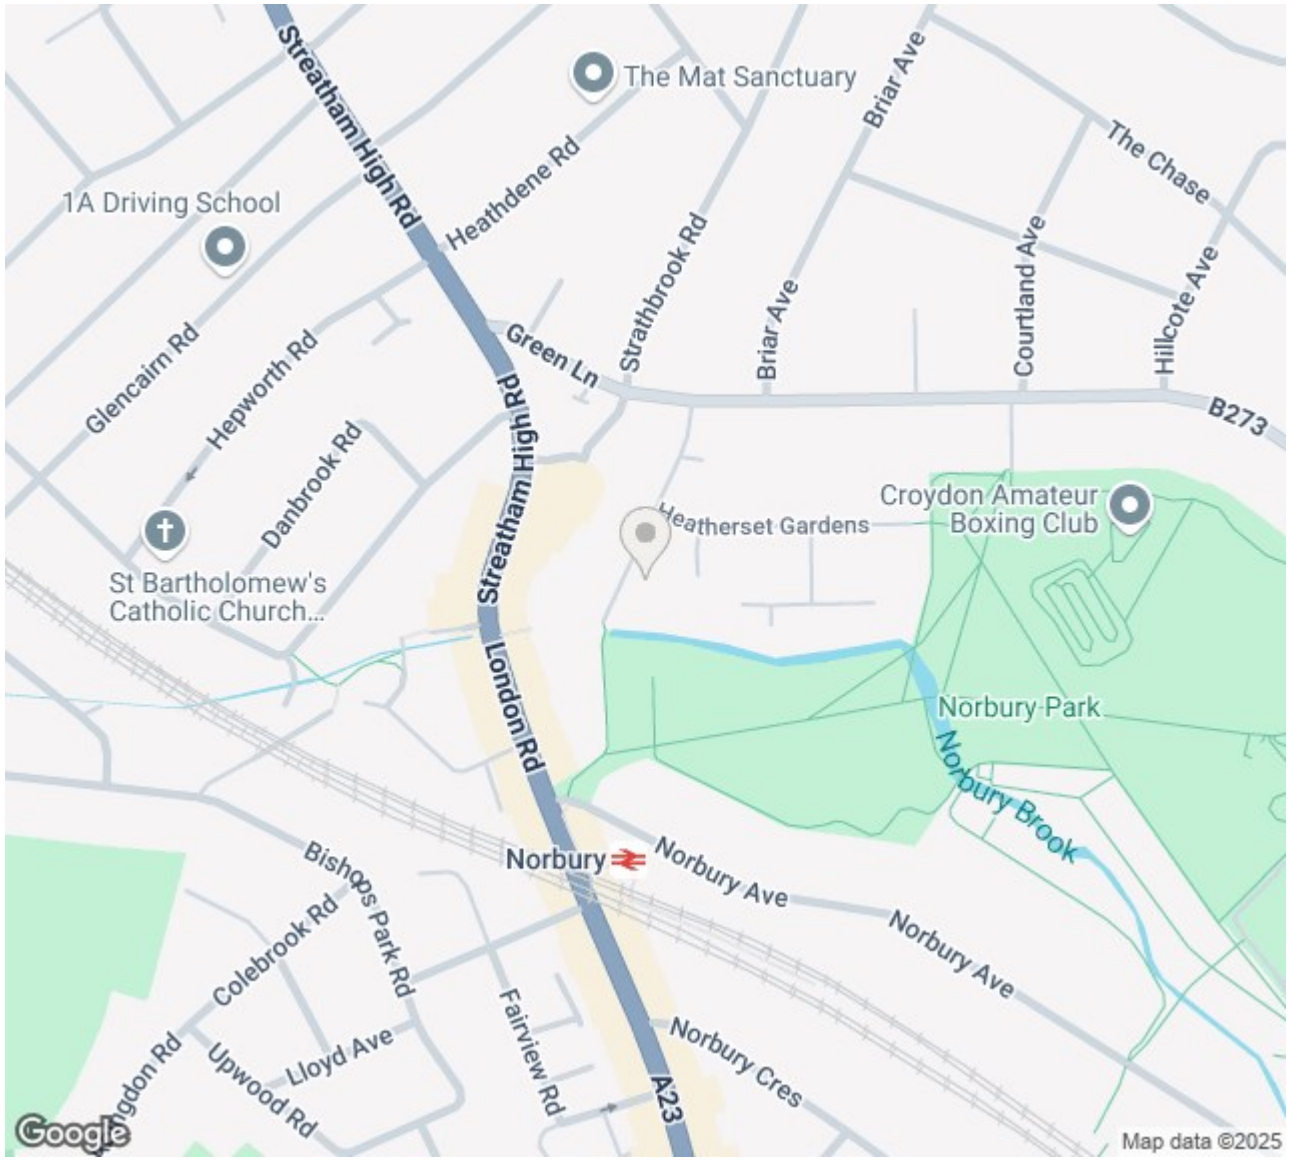 Streatham High Rd
The Mat Sanctuary
Briar Ave
The Chase
1A Driving School
Heathdene Rd
Strathbrook Rd
Courtland Ave
Hillcote Ave
Briar Ave
Green Ln
Glencairn Rd
Hepworth Rd
Streatham High Rd
B273
Danbrook Rd
Croydon Amateur
Boxing Club
Heatherset Gardens
Streatham High Rd
St Bartholomew's
Catholic Church...
London Rd
Norbury Park
Norbury Brook
Norbury
Norbury Ave
Bishops Park Rd
Colebrook Rd
Norbury Ave
Fairview Rd
Norbury Cres
Lloyd Ave
Upwood Rd
A23
Google
Map data ©2025